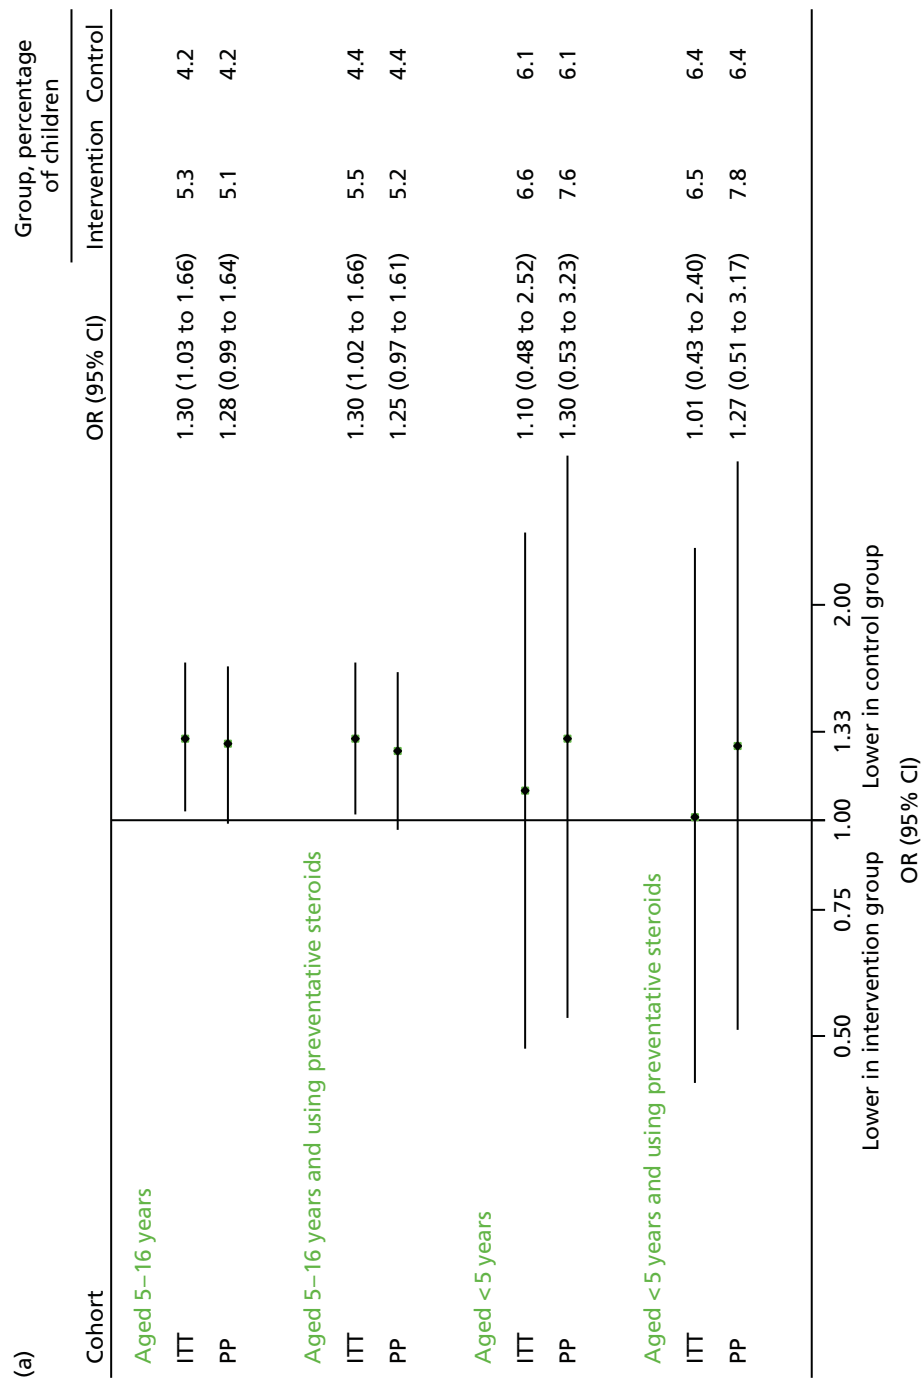 (a)
Group, percentage
of children
Cohort OR (95% CI) Intervention Control
Aged 5–16 years
ITT 1.30 (1.03 to 1.66) 5.3 4.2
PP 1.28 (0.99 to 1.64) 5.1 4.2
Aged 5–16 years and using preventative steroids
ITT 1.30 (1.02 to 1.66) 5.5 4.4
PP 1.25 (0.97 to 1.61) 5.2 4.4
Aged <5 years
ITT 1.10 (0.48 to 2.52) 6.6 6.1
PP 1.30 (0.53 to 3.23) 7.6 6.1
Aged <5 years and using preventative steroids
ITT 1.01 (0.43 to 2.40) 6.5 6.4
PP 1.27 (0.51 to 3.17) 7.8 6.4
0.50 0.75 1.00 1.33 2.00
Lower in intervention group Lower in control group
OR (95% CI)